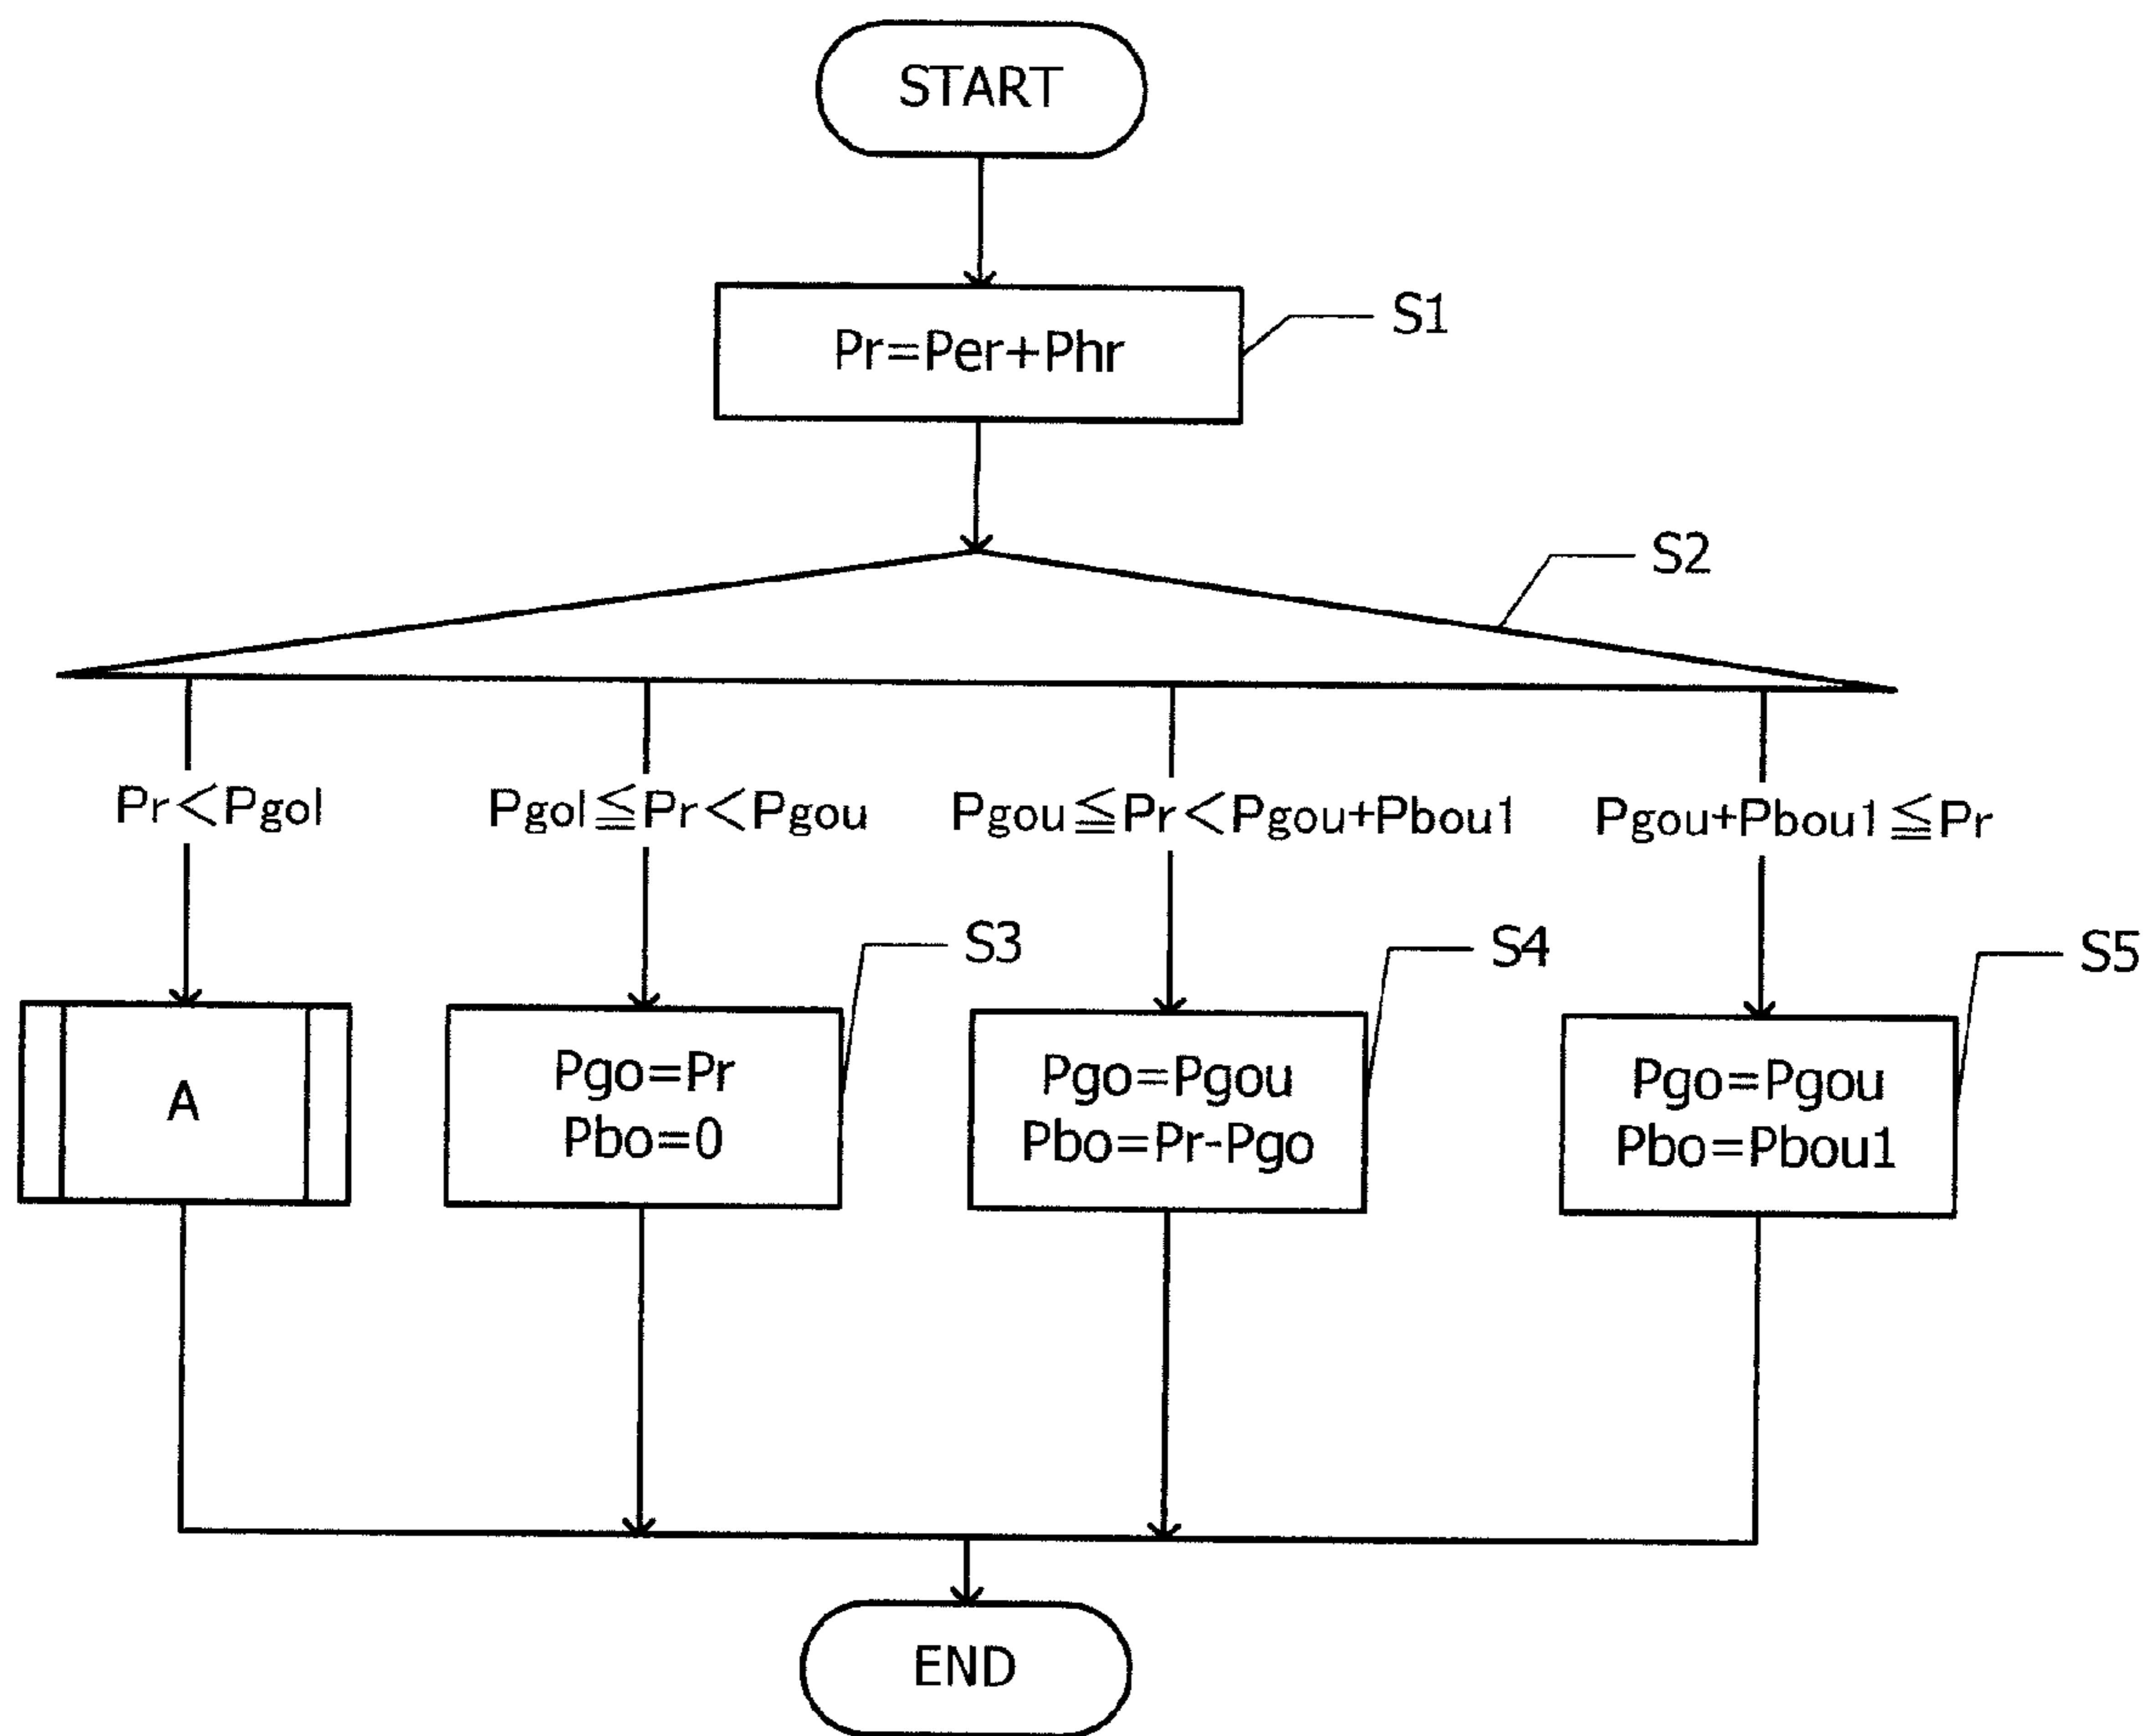 START
Pr=Per+Phr
S1
S2
Pr<Pgol
Pgol≦Pr<Pgou
Pgou≦Pr<Pgou+Pbou1
Pgou+Pbou1≦Pr
S3
S4
S5
A
Pgo=Pr
Pbo=0
Pgo=Pgou
Pbo=Pr-Pgo
Pgo=Pgou
Pbo=Pbou1
END